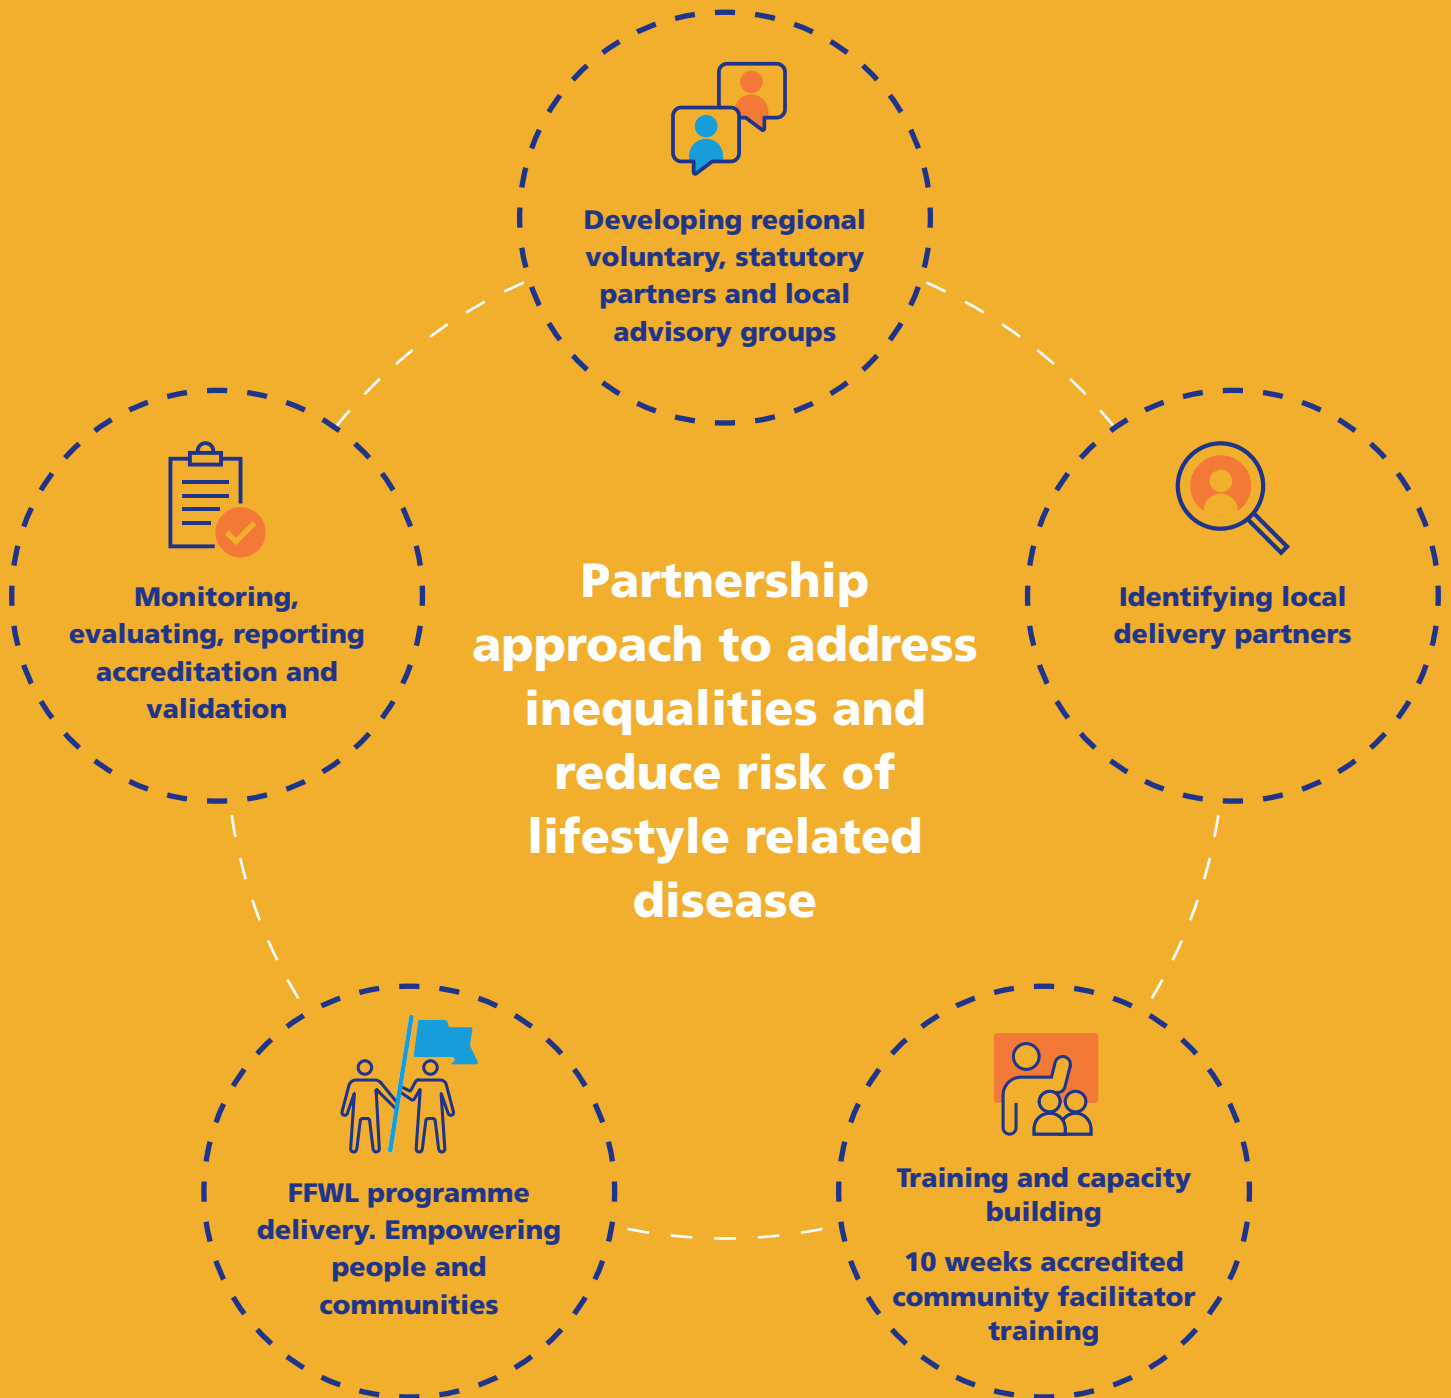 Developing regional
voluntary, statutory
partners and local
advisory groups
Monitoring,
evaluating, reporting
accreditation and
validation
Identifying local
delivery partners
Partnership
approach to address
inequalities and
reduce risk of
lifestyle related
disease
FFWL programme
delivery. Empowering
people and
communities
Training and capacity
building
10 weeks accredited
community facilitator
training